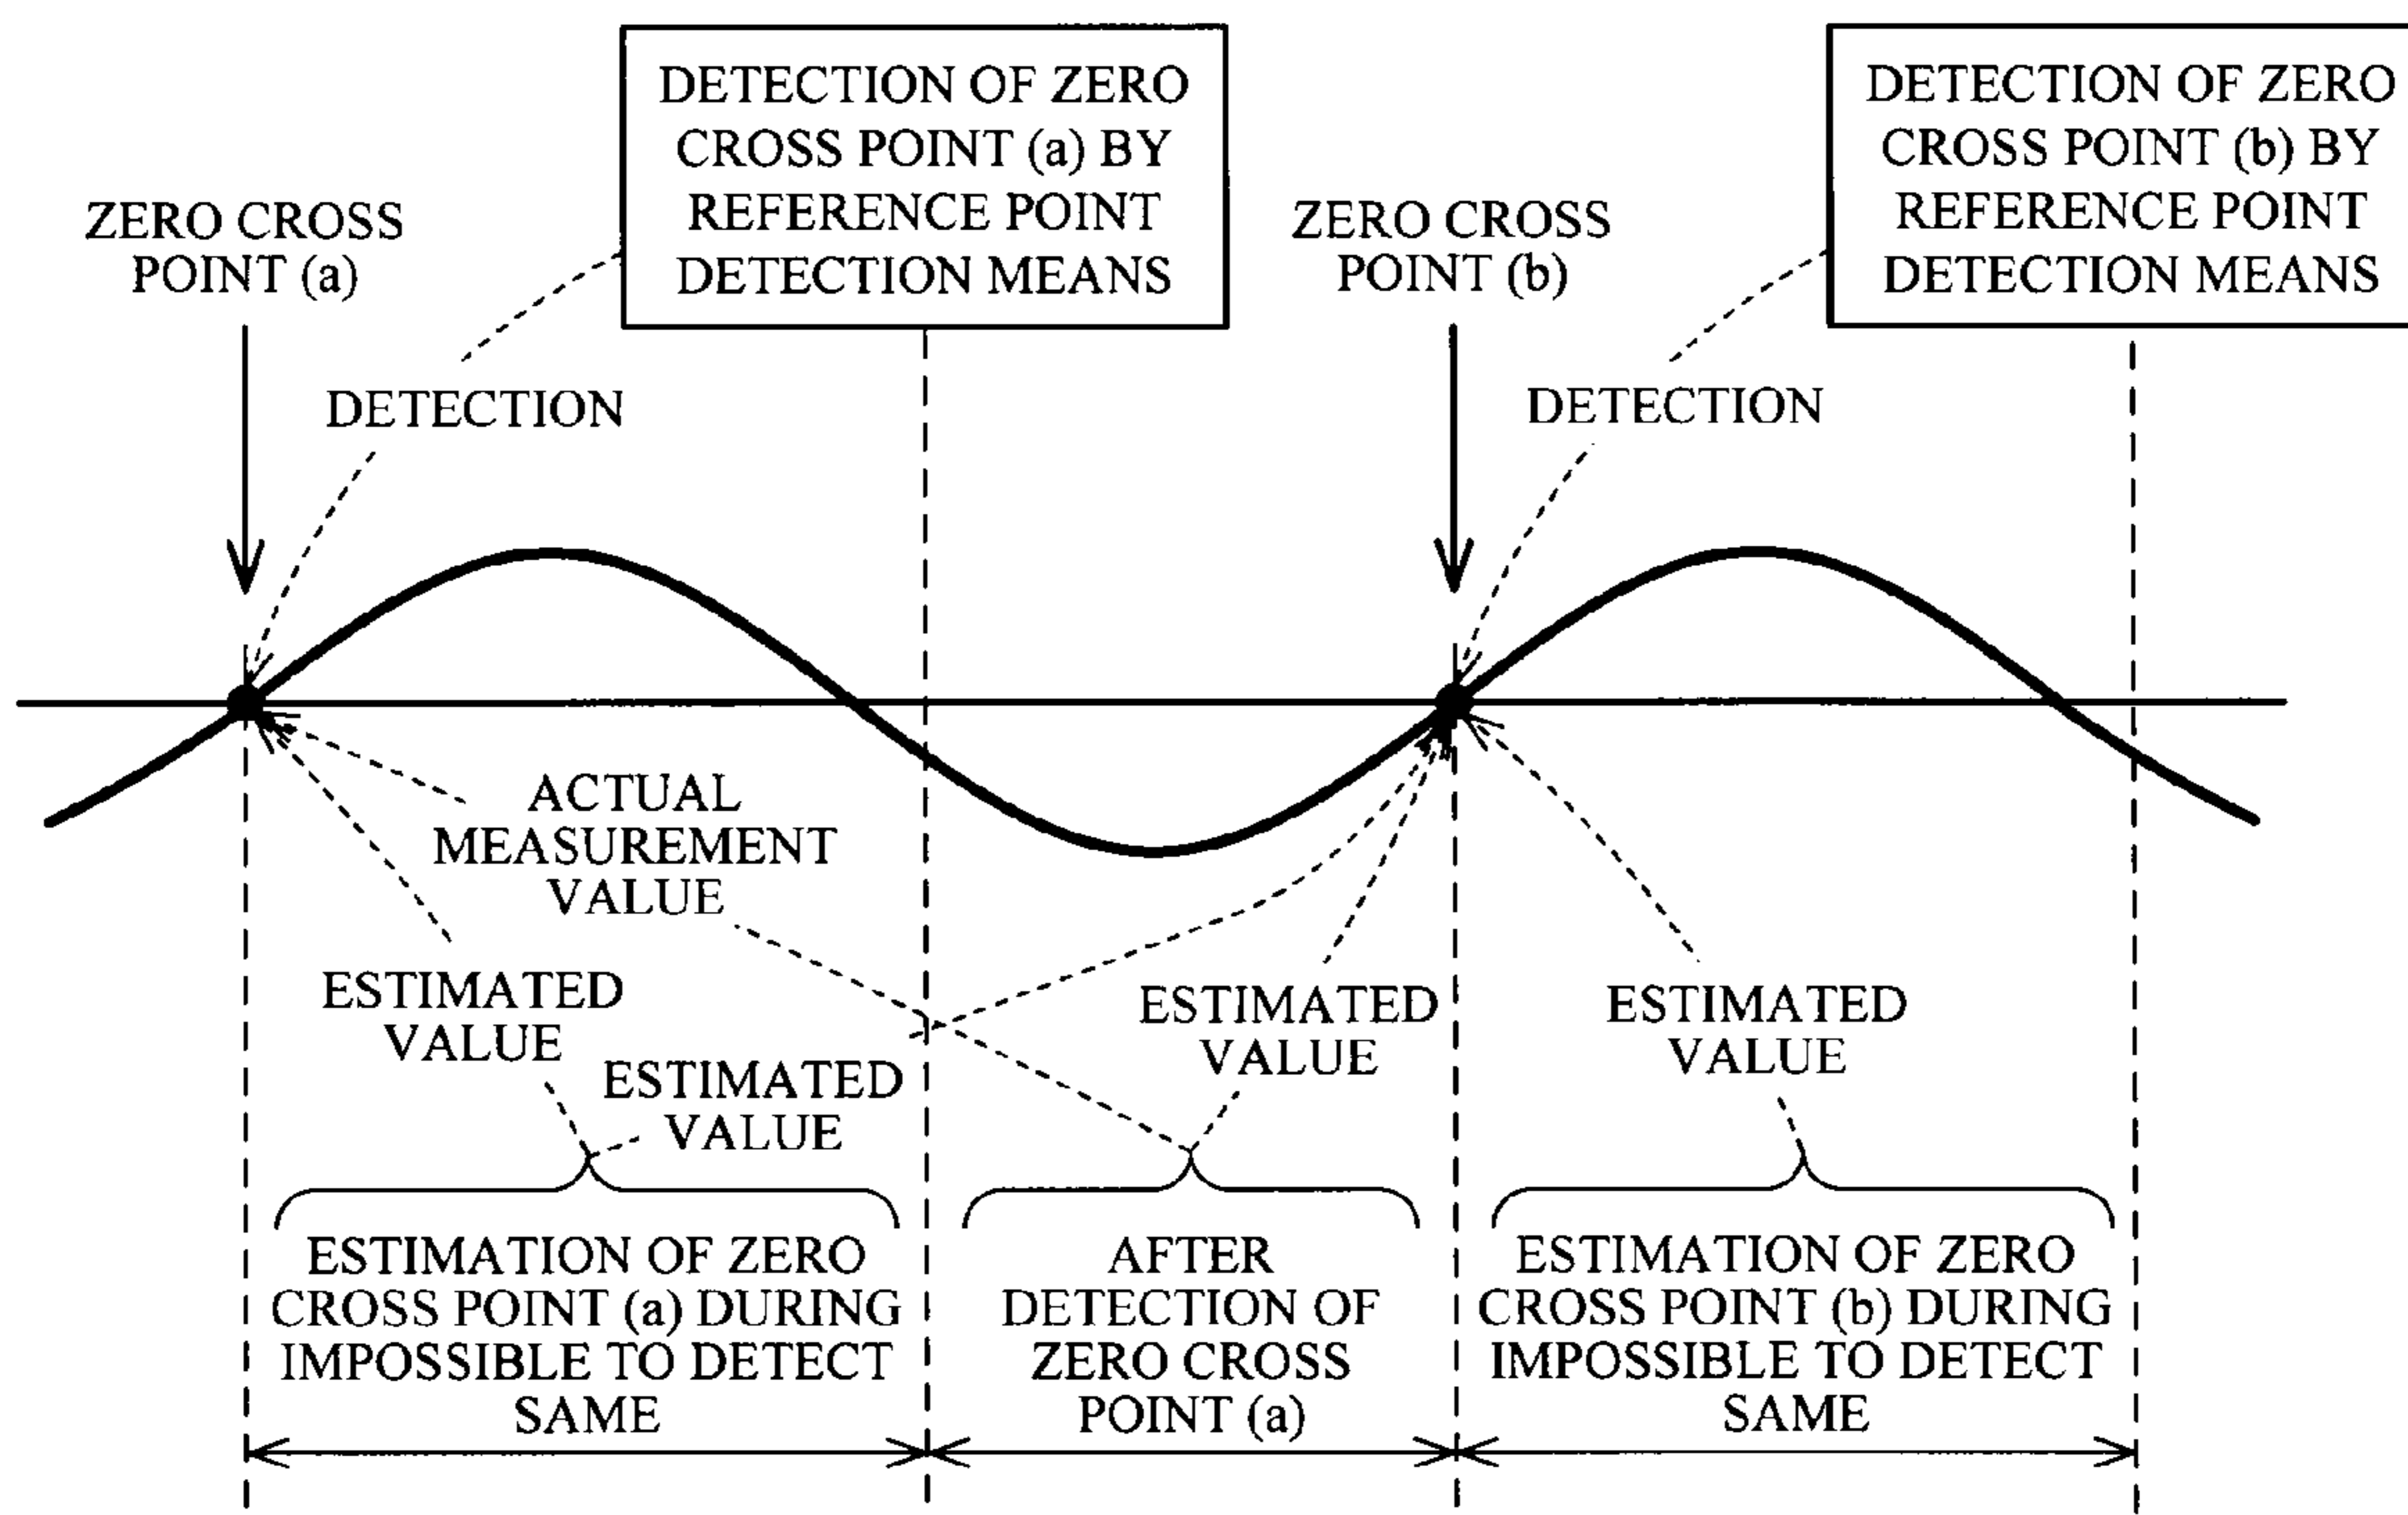 DETECTION OF ZERO
CROSS POINT (a) BY
REFERENCE POINT
DETECTION MEANS
DETECTION OF ZERO
CROSS POINT (b) BY
REFERENCE POINT
DETECTION MEANS
ZERO CROSS
POINT (a)
ZERO CROSS
POINT (b)
DETECTION
DETECTION
ACTUAL
MEASUREMENT
VALUE
ESTIMATED
VALUE
ESTIMATED
VALUE
ESTIMATED
VALUE
ESTIMATED
VALUE
ESTIMATION OF ZERO
CROSS POINT (a) DURING
IMPOSSIBLE TO DETECT
SAME
AFTER
DETECTION OF
ZERO CROSS
POINT (a)
ESTIMATION OF ZERO
CROSS POINT (b) DURING
IMPOSSIBLE TO DETECT
SAME